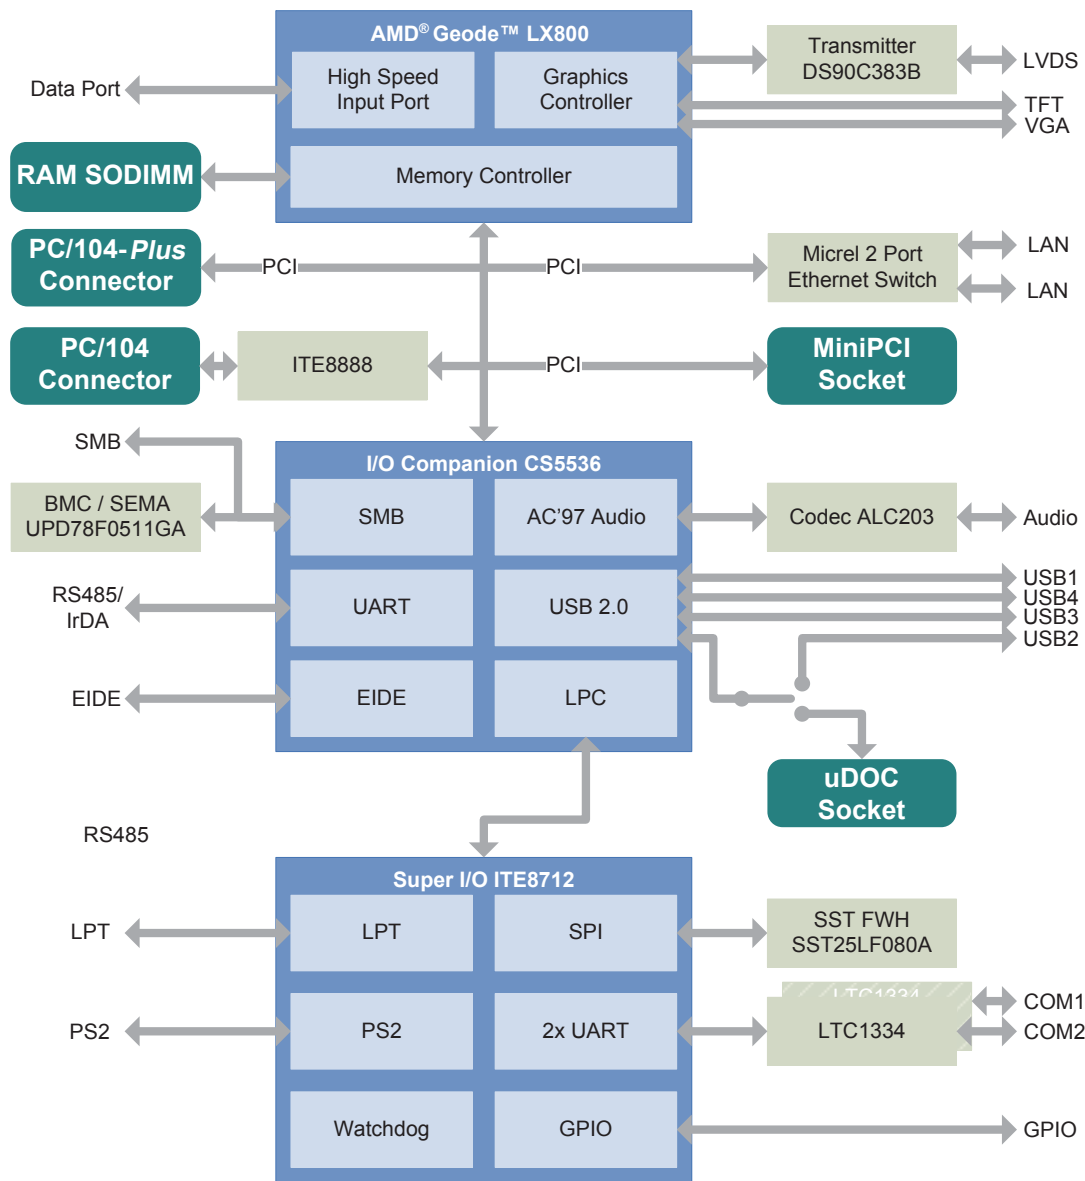 AMD® Geode™ LX800
High Speed
Input Port
Graphics
Controller
Memory Controller
Transmitter
DS90C383B
LVDS
TFT
VGA
Data Port
RAM SODIMM
PC/104-Plus
Connector
PCI
PCI
Micrel 2 Port
Ethernet Switch
LAN
LAN
PC/104
Connector
ITE8888
PCI
MiniPCI
Socket
SMB
BMC / SEMA
UPD78F0511GA
I/O Companion CS5536
SMB
AC'97 Audio
Codec ALC203
Audio
RS485/
IrDA
UART
USB 2.0
USB1
USB4
USB3
USB2
EIDE
EIDE
LPC
uDOC
Socket
RS485
Super I/O ITE8712
LPT
LPT
SPI
SST FWH
SST25LF080A
PS2
PS2
2x UART
LTC1334
LTC1334
COM1
COM2
Watchdog
GPIO
GPIO